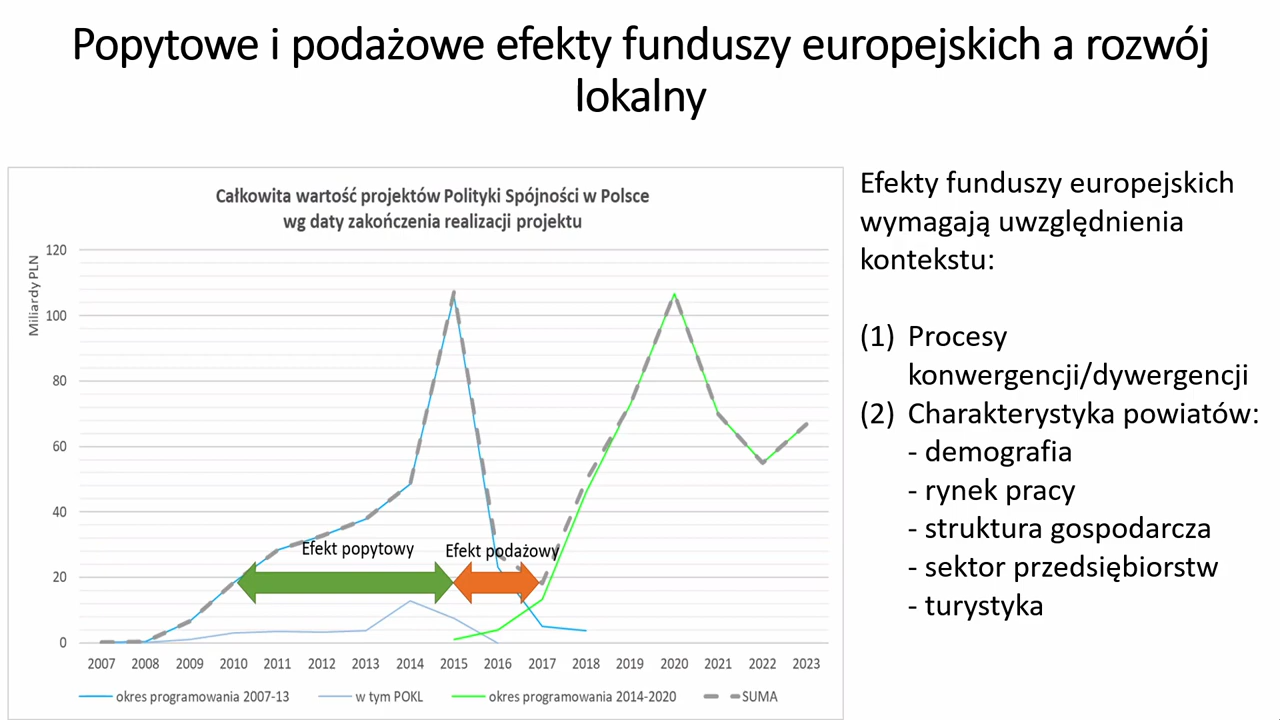 Popytowe i podażowe efekty funduszy europejskich a rozwój
lokalny
Całkowita wartość projektów Polityki Spójności w Polsce
wg daty zakończenia realizacji projektu
Miliardy PLN
120
100
80
60
40
20
0
Efekt popytowy
Efekt podażowy
2007 2008 2009 2010 2011 2012 2013 2014 2015 2016 2017 2018 2019 2020 2021 2022 2023
okres programowania 2007-13 w tym POKL okres programowania 2014-2020 SUMA
Efekty funduszy europejskich
wymagają uwzględnienia
kontekstu:
(1) Procesy
konwergencji/dywergencji
(2) Charakterystyka powiatów:
- demografia
- rynek pracy
- struktura gospodarcza
- sektor przedsiębiorstw
- turystyka